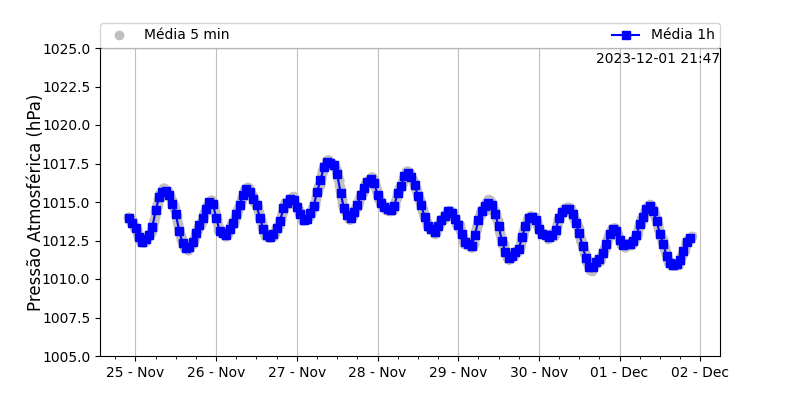 Média 5 min
Média 1h
2023-12-01 21:47
Pressão Atmosférica (hPa)
1025.0
1022.5
1020.0
1017.5
1015.0
1012.5
1010.0
1007.5
1005.0
25 - Nov
26 - Nov
27 - Nov
28 - Nov
29 - Nov
30 - Nov
01 - Dec
02 - Dec